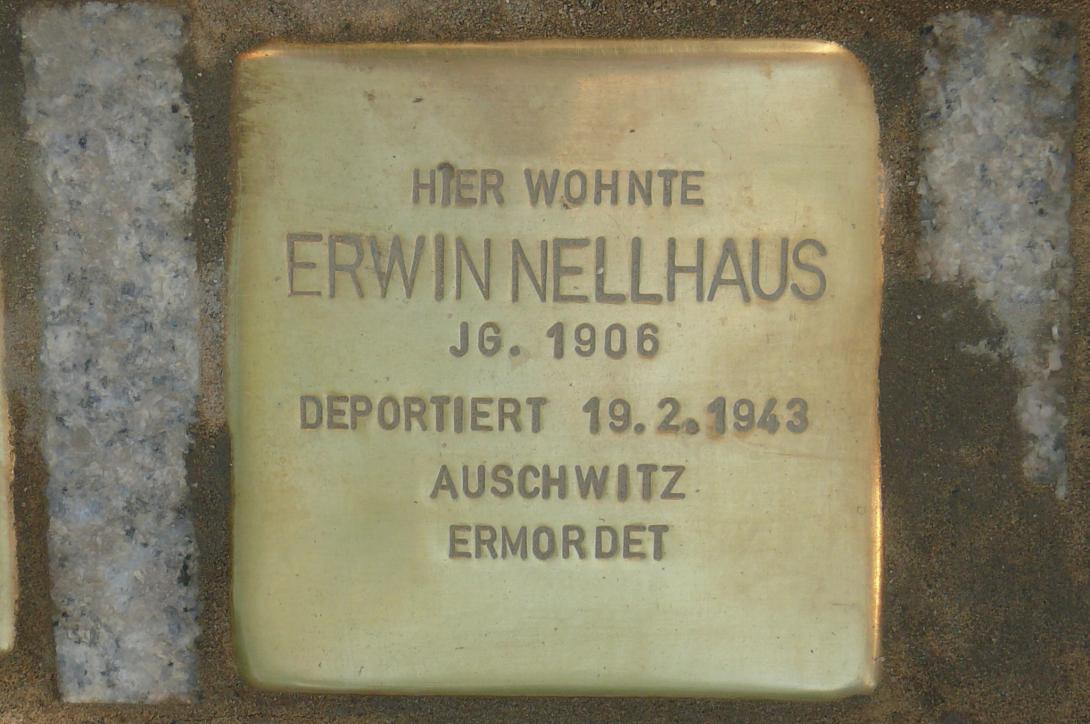 HIER WOHNTE
ERWIN NELLHAUS
JG. 1906
DEPORTIERT 19.2.1943
AUSCHWITZ
ERMORDET